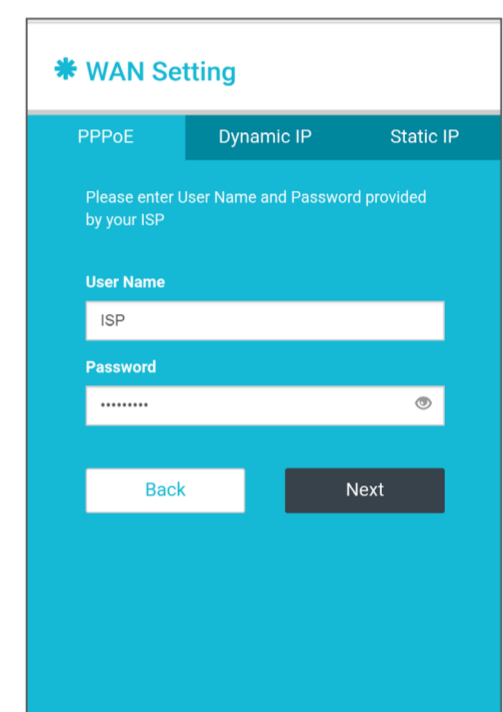 WAN Setting
PPPoE Dynamic IP Static IP
Please enter User Name and Password provided
by your ISP
User Name
ISP
Password
•••••••••
Back Next